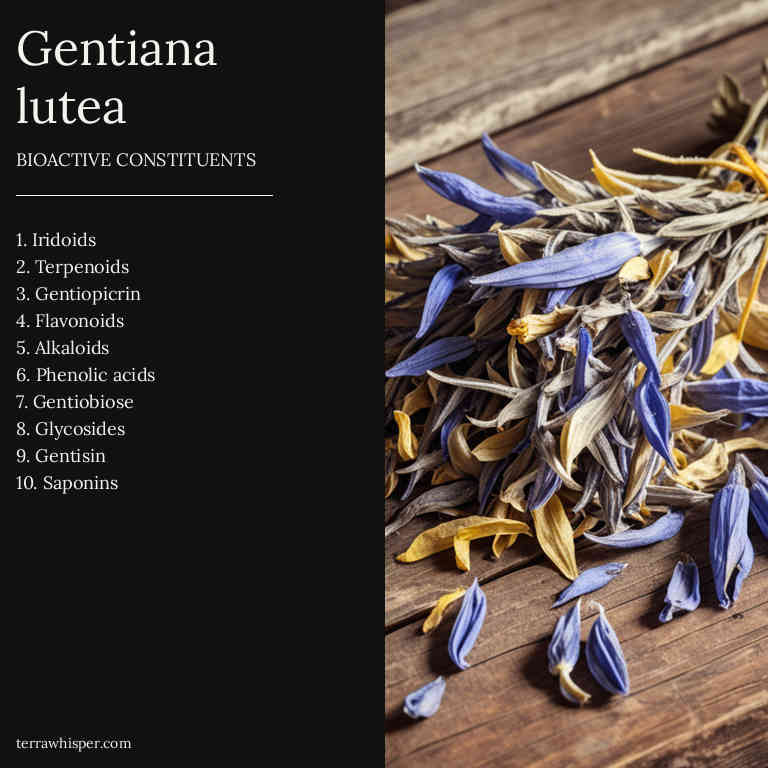 Gentiana
lutea
BIOACTIVE CONSTITUENTS
1. Iridoids
2. Terpenoids
3. Gentiopicrin
4. Flavonoids
5. Alkaloids
6. Phenolic acids
7. Gentiobiose
8. Glycosides
9. Gentisin
10. Saponins
terrawhisper.com